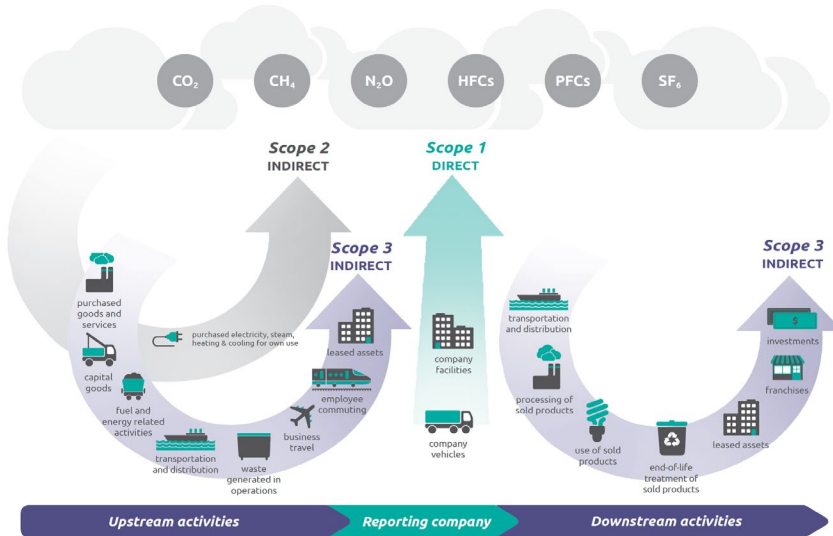 CO₂
CH₄
N₂O
HFCs
PFCs
SF₆
Scope 2
INDIRECT
Scope 1
DIRECT
Scope 3
INDIRECT
Scope 3
INDIRECT
purchased
goods and
services
capital
goods
fuel and
energy related
activities
purchased electricity, steam,
heating & cooling for own use
transportation
and distribution
waste
generated in
operations
business
travel
employee
commuting
leased assets
company
facilities
company
vehicles
transportation
and distribution
processing of
sold products
use of sold
products
end-of-life
treatment of
sold products
leased assets
franchises
investments
$
Upstream activities
Reporting company
Downstream activities